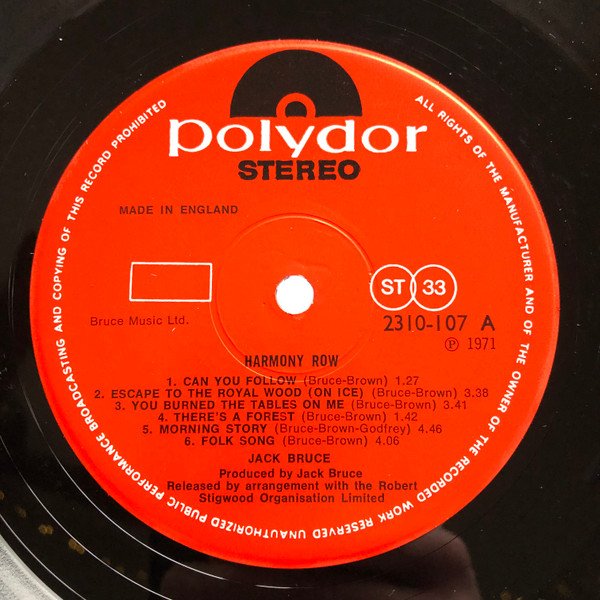 polydor
STEREO
MADE IN ENGLAND
ST 33
Bruce Music Ltd.
2310-107 A
Ⓟ 1971
HARMONY ROW
1. CAN YOU FOLLOW (Bruce-Brown) 1.27
2. ESCAPE TO THE ROYAL WOOD (ON ICE) (Bruce-Brown) 3.38
3. YOU BURNED THE TABLES ON ME (Bruce-Brown) 3.41
4. THERE'S A FOREST (Bruce-Brown) 1.42
5. MORNING STORY (Bruce-Brown-Godfrey) 4.46
6. FOLK SONG (Bruce-Brown) 4.06
JACK BRUCE
Produced by Jack Bruce
Released by arrangement with the Robert
Stigwood Organisation Limited
ALL RIGHTS OF THE MANUFACTURER AND OF THE OWNER OF THE RECORDED WORK RESERVED UNAUTHORIZED PUBLIC PERFORMANCE BROADCASTING AND COPYING OF THIS RECORD PROHIBITED